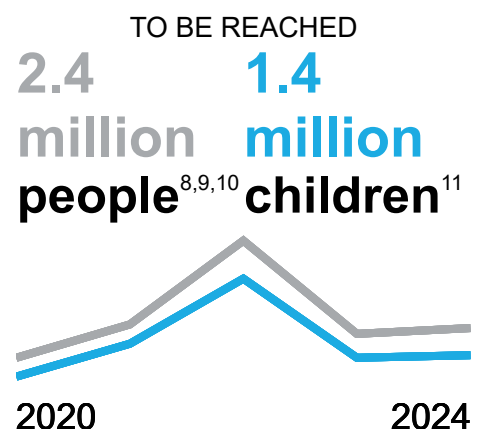 TO BE REACHED
2.4
million
people8,9,10
1.4
million
children11
2020
2024